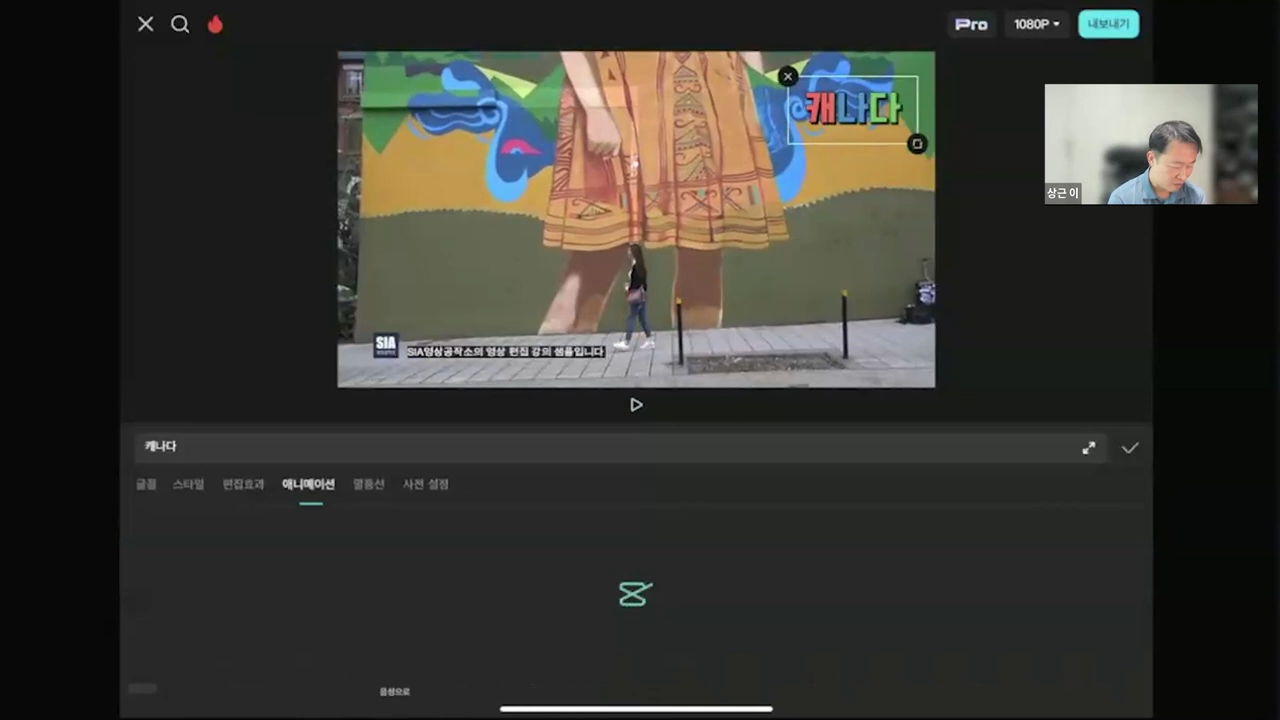 Pro
1080P
내보내기
캐나다
상근 이
SIA
SIA영상공작소의 영상 편집 강의 샘플입니다
캐나다
글꼴 스타일 편집효과 애니메이션 말풍선 사전 설정
음성으로